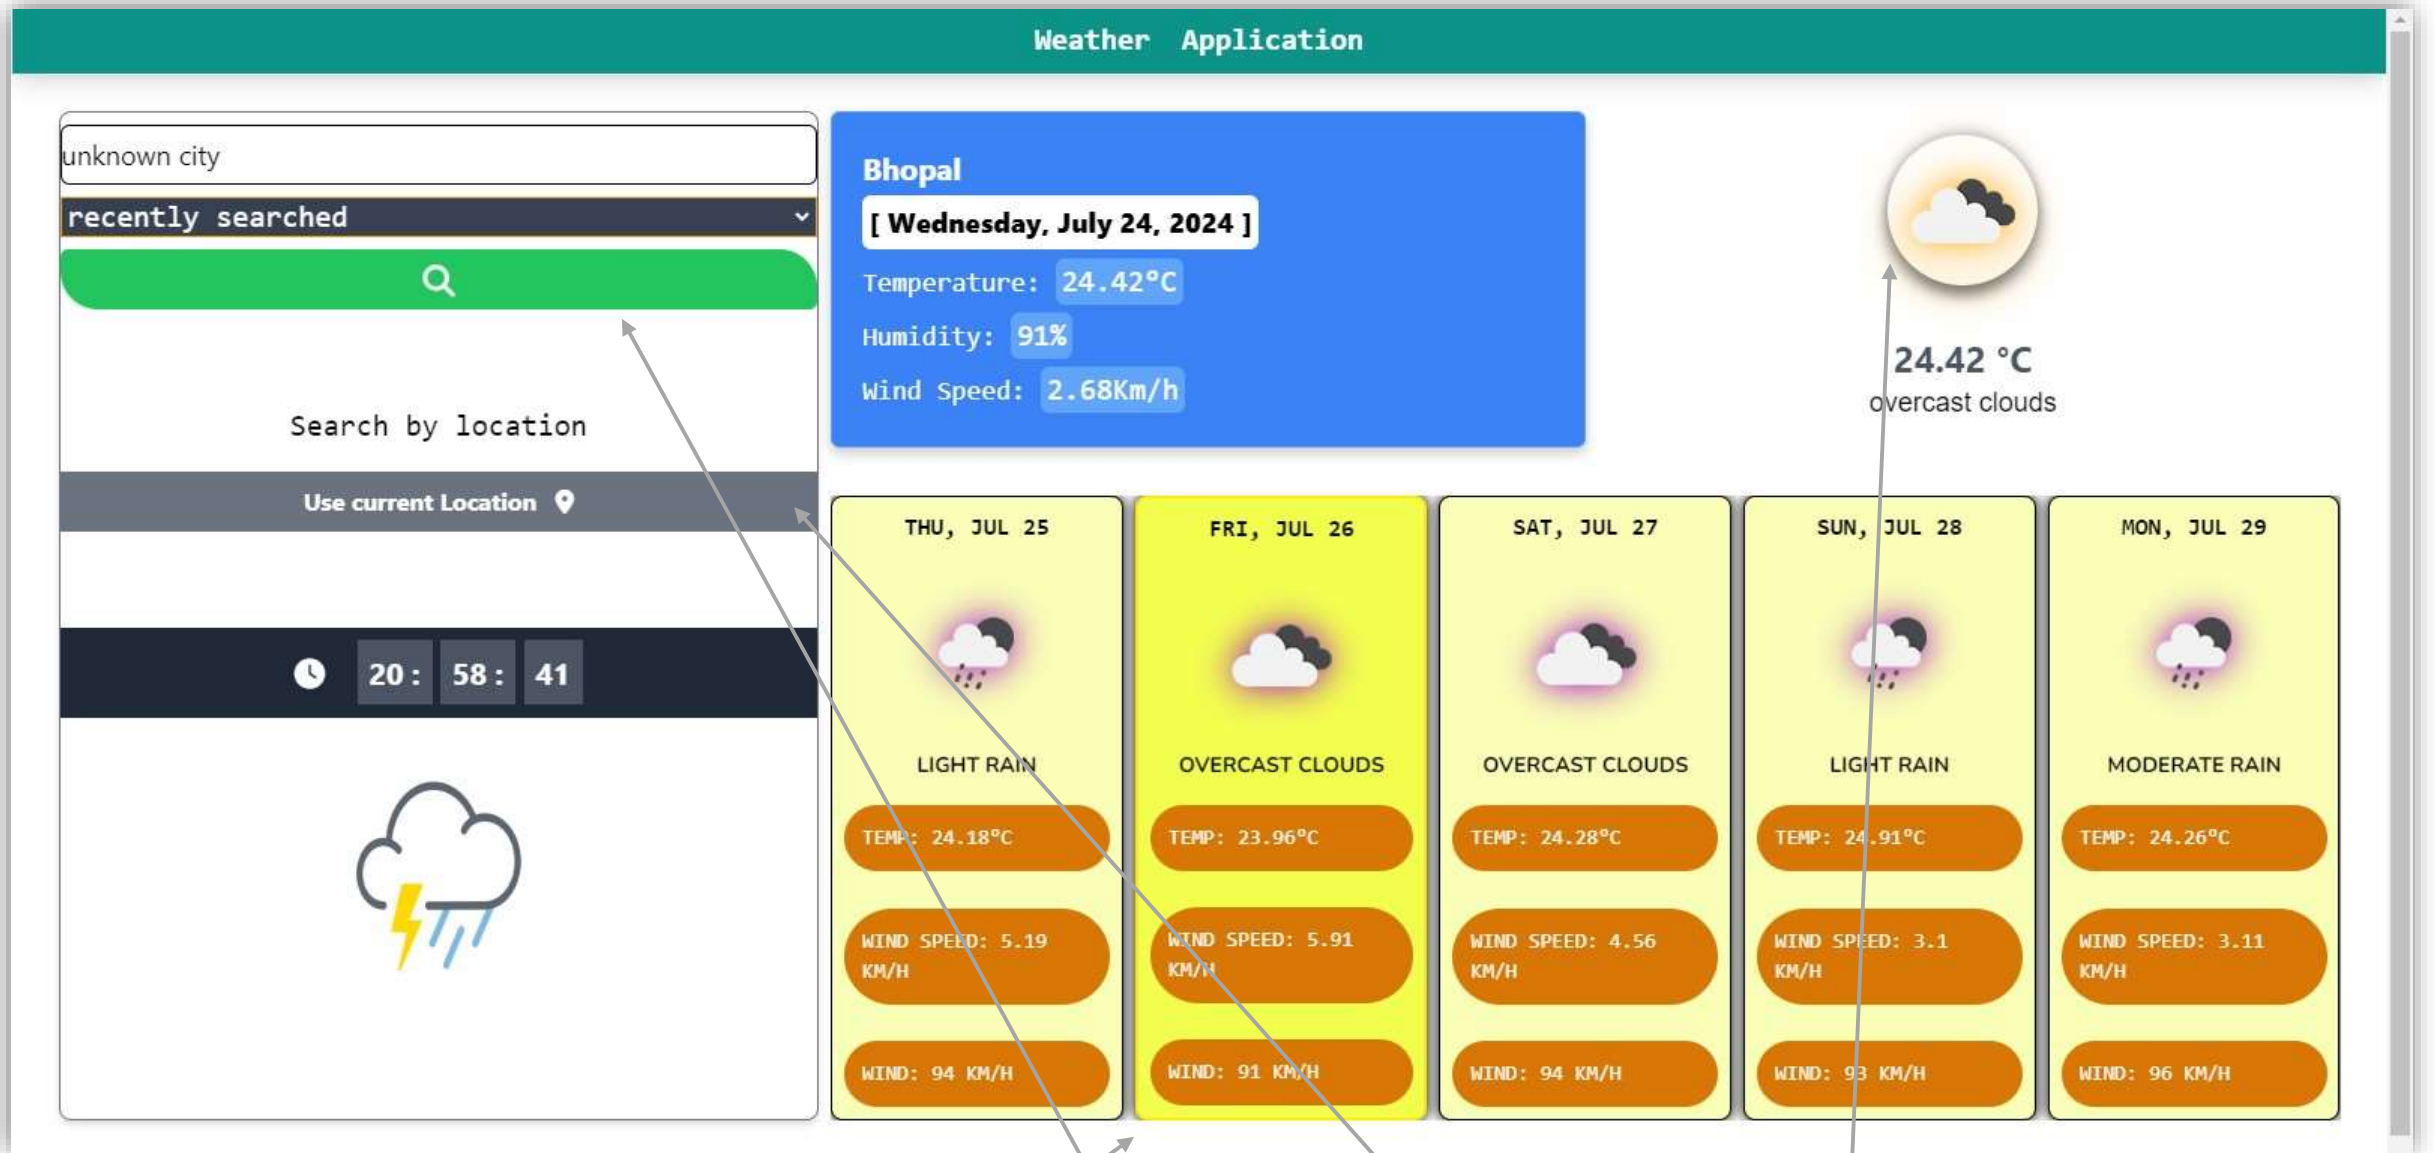 Weather Application
unknown city
recently searched
Search by location
Use current Location
20 : 58 : 41
Bhopal
[ Wednesday, July 24, 2024 ]
Temperature: 24.42°C
Humidity: 91%
Wind Speed: 2.68Km/h
24.42 °C
overcast clouds
THU, JUL 25
LIGHT RAIN
TEMP: 24.18°C
WIND SPEED: 5.19
KM/H
WIND: 94 KM/H
FRI, JUL 26
OVERCAST CLOUDS
TEMP: 23.96°C
WIND SPEED: 5.91
KM/H
WIND: 91 KM/H
SAT, JUL 27
OVERCAST CLOUDS
TEMP: 24.28°C
WIND SPEED: 4.56
KM/H
WIND: 94 KM/H
SUN, JUL 28
LIGHT RAIN
TEMP: 24.91°C
WIND SPEED: 3.1
KM/H
WIND: 93 KM/H
MON, JUL 29
MODERATE RAIN
TEMP: 24.26°C
WIND SPEED: 3.11
KM/H
WIND: 96 KM/H